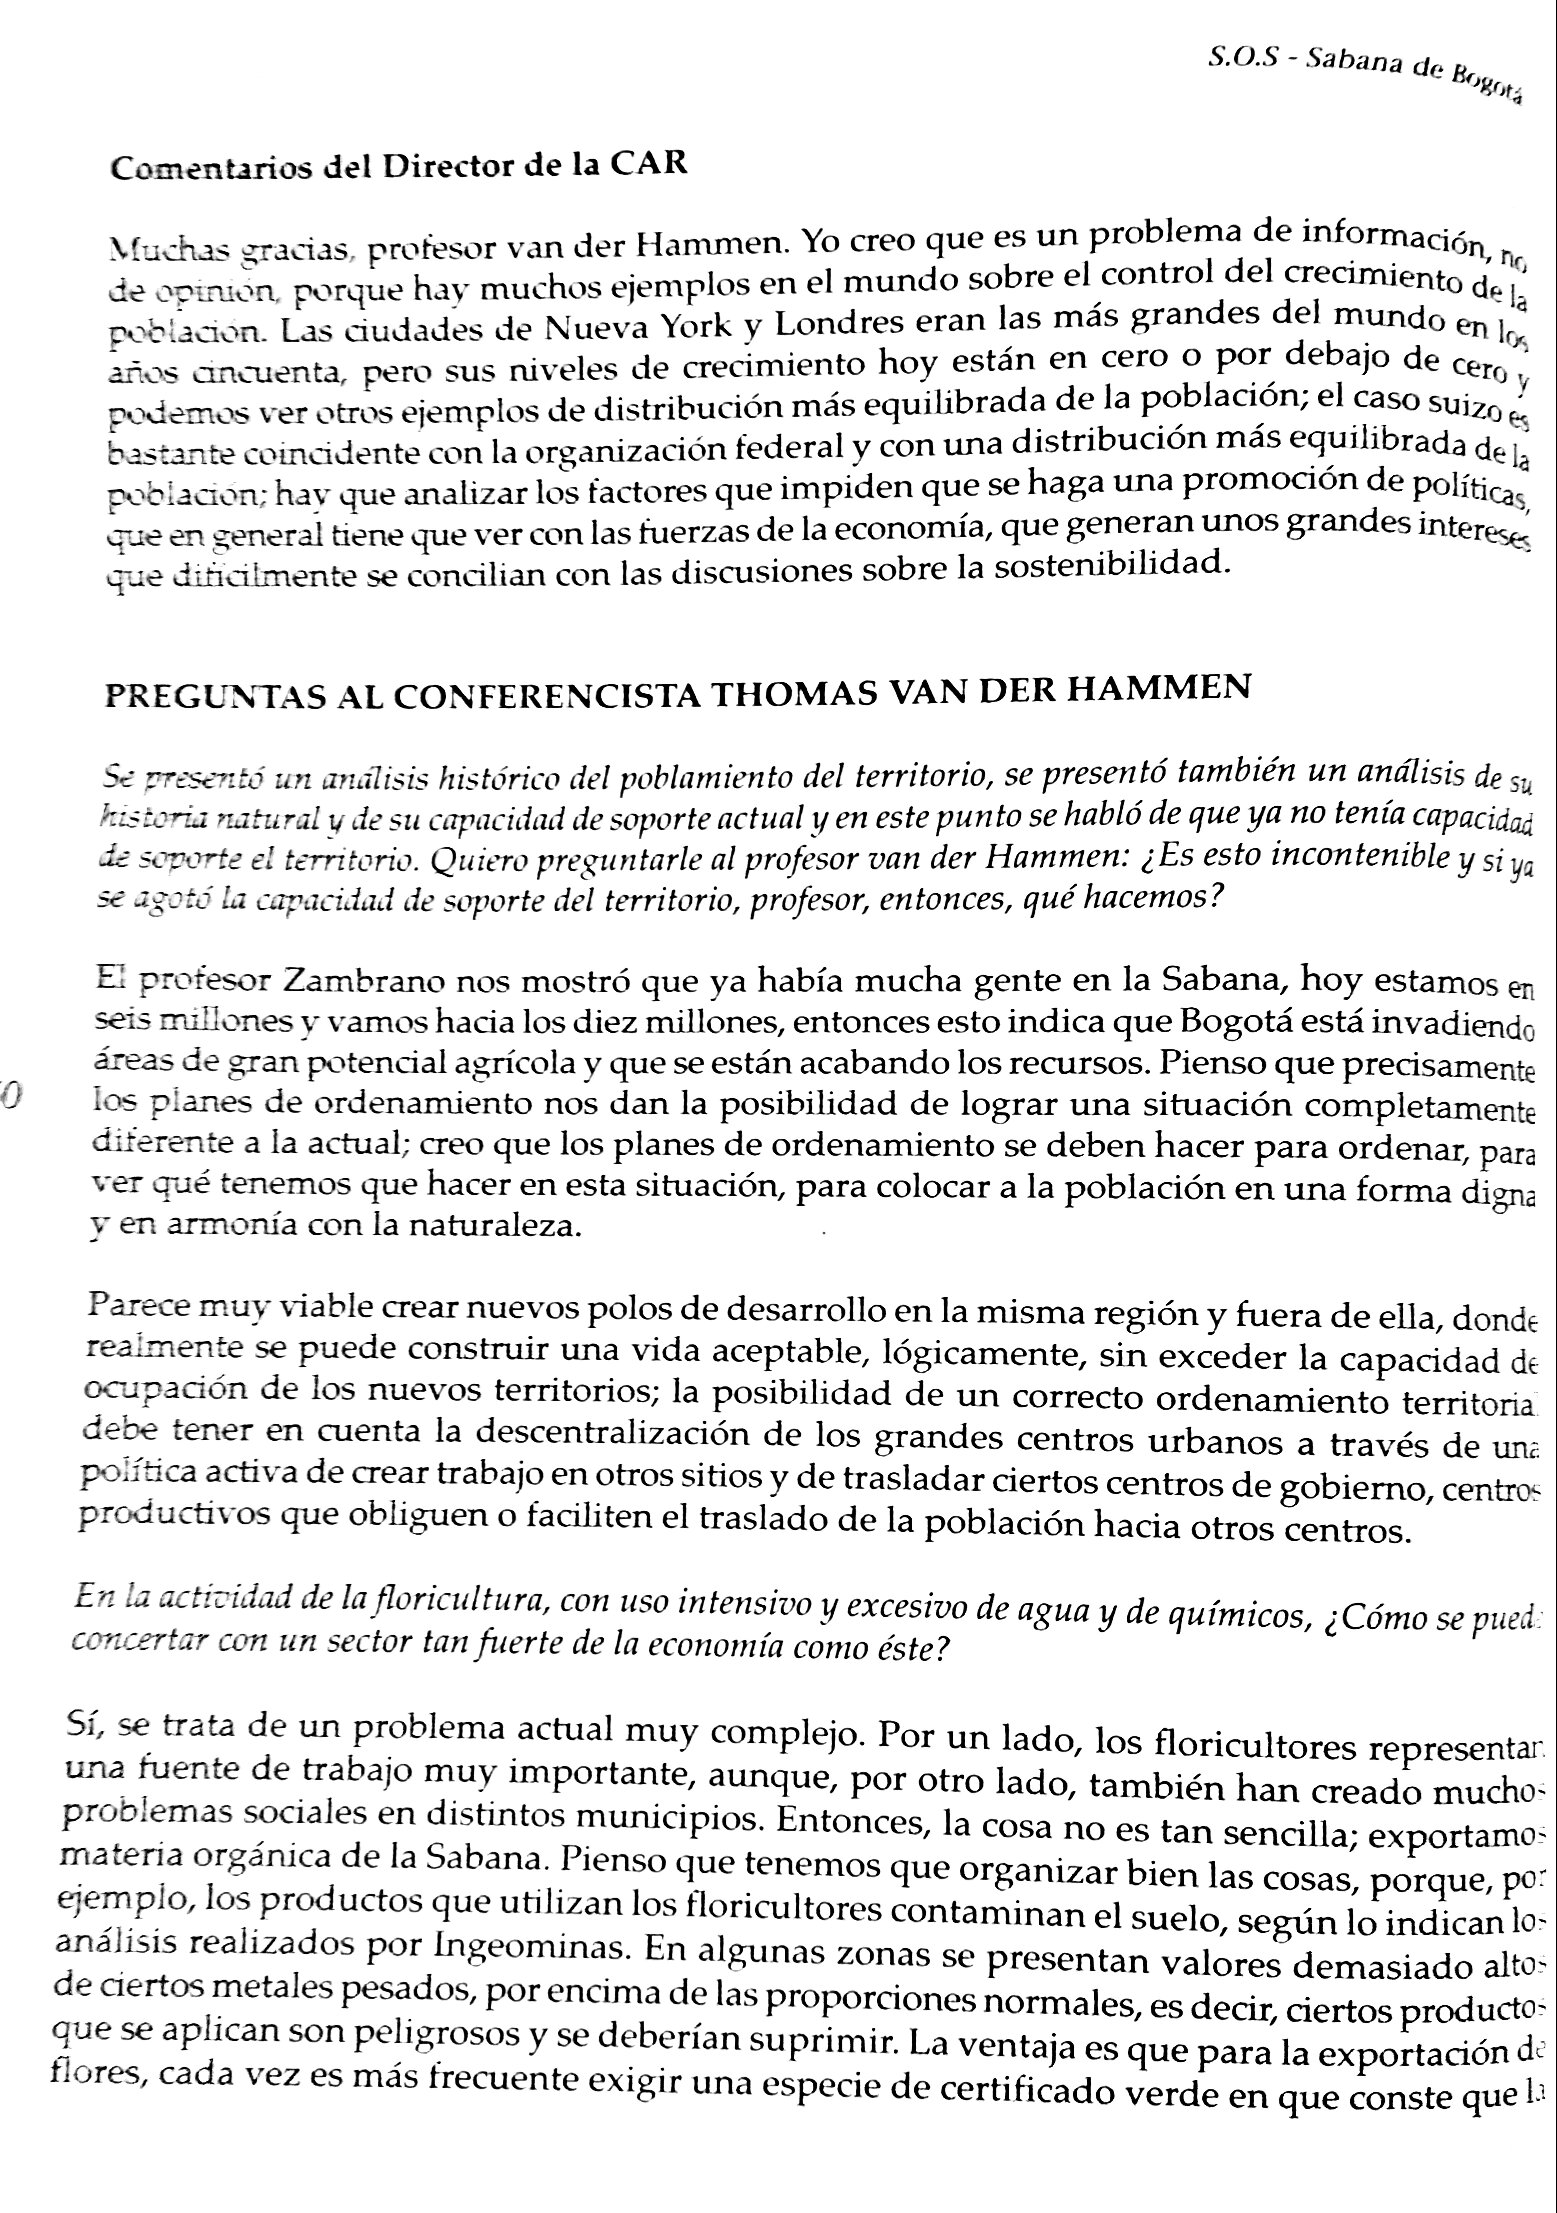 S.O.S - Sabana de Bogotá
Comentarios del Director de la CAR
Muchas gracias, profesor van der Hammen. Yo creo que es un problema de información, no
de opinión, porque hay muchos ejemplos en el mundo sobre el control del crecimiento de la
población. Las ciudades de Nueva York y Londres eran las más grandes del mundo en los
años cincuenta, pero sus niveles de crecimiento hoy están en cero o por debajo de cero y
podemos ver otros ejemplos de distribución más equilibrada de la población; el caso suizo es
bastante coincidente con la organización federal y con una distribución más equilibrada de la
población; hay que analizar los factores que impiden que se haga una promoción de políticas,
que en general tiene que ver con las fuerzas de la economía, que generan unos grandes intereses
que difícilmente se concilian con las discusiones sobre la sostenibilidad.
PREGUNTAS AL CONFERENCISTA THOMAS VAN DER HAMMEN
Se presentó un análisis histórico del poblamiento del territorio, se presentó también un análisis de su
historia natural y de su capacidad de soporte actual y en este punto se habló de que ya no tenía capacidad
de soporte el territorio. Quiero preguntarle al profesor van der Hammen: ¿Es esto incontenible y si ya
se agotó la capacidad de soporte del territorio, profesor, entonces, qué hacemos?
El profesor Zambrano nos mostró que ya había mucha gente en la Sabana, hoy estamos en
seis millones y vamos hacia los diez millones, entonces esto indica que Bogotá está invadiendo
áreas de gran potencial agrícola y que se están acabando los recursos. Pienso que precisamente
los planes de ordenamiento nos dan la posibilidad de lograr una situación completamente
diferente a la actual; creo que los planes de ordenamiento se deben hacer para ordenar, para
ver qué tenemos que hacer en esta situación, para colocar a la población en una forma digna
y en armonía con la naturaleza.
Parece muy viable crear nuevos polos de desarrollo en la misma región y fuera de ella, donde
realmente se puede construir una vida aceptable, lógicamente, sin exceder la capacidad de
ocupación de los nuevos territorios; la posibilidad de un correcto ordenamiento territoria
debe tener en cuenta la descentralización de los grandes centros urbanos a través de una
política activa de crear trabajo en otros sitios y de trasladar ciertos centros de gobierno, centros
productivos que obliguen o faciliten el traslado de la población hacia otros centros.
En la actividad de la floricultura, con uso intensivo y excesivo de agua y de químicos, ¿Cómo se pued
concertar con un sector tan fuerte de la economía como éste?
Sí, se trata de un problema actual muy complejo. Por un lado, los floricultores representan
una fuente de trabajo muy importante, aunque, por otro lado, también han creado mucho
problemas sociales en distintos municipios. Entonces, la cosa no es tan sencilla; exportamo
materia orgánica de la Sabana. Pienso que tenemos que organizar bien las cosas, porque, por
ejemplo, los productos que utilizan los floricultores contaminan el suelo, según lo indican lo
análisis realizados por Ingeominas. En algunas zonas se presentan valores demasiado alto
de ciertos metales pesados, por encima de las proporciones normales, es decir, ciertos producto
que se aplican son peligrosos y se deberían suprimir. La ventaja es que para la exportación de
flores, cada vez es más frecuente exigir una especie de certificado verde en que conste que la